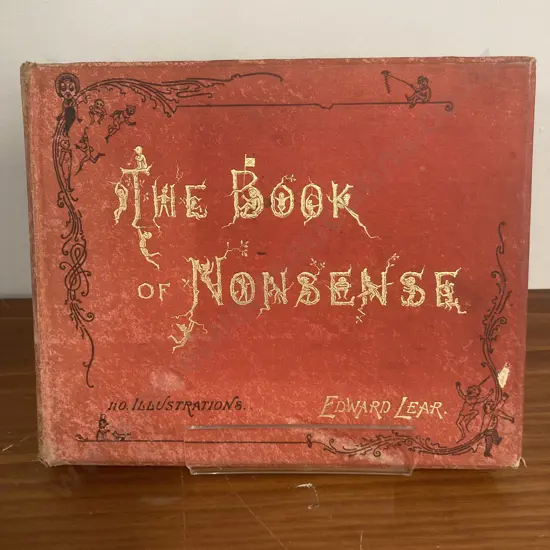 THE BOOK
OF NONSENSE
110. ILLUSTRATIONS.
EDWARD LEAR.